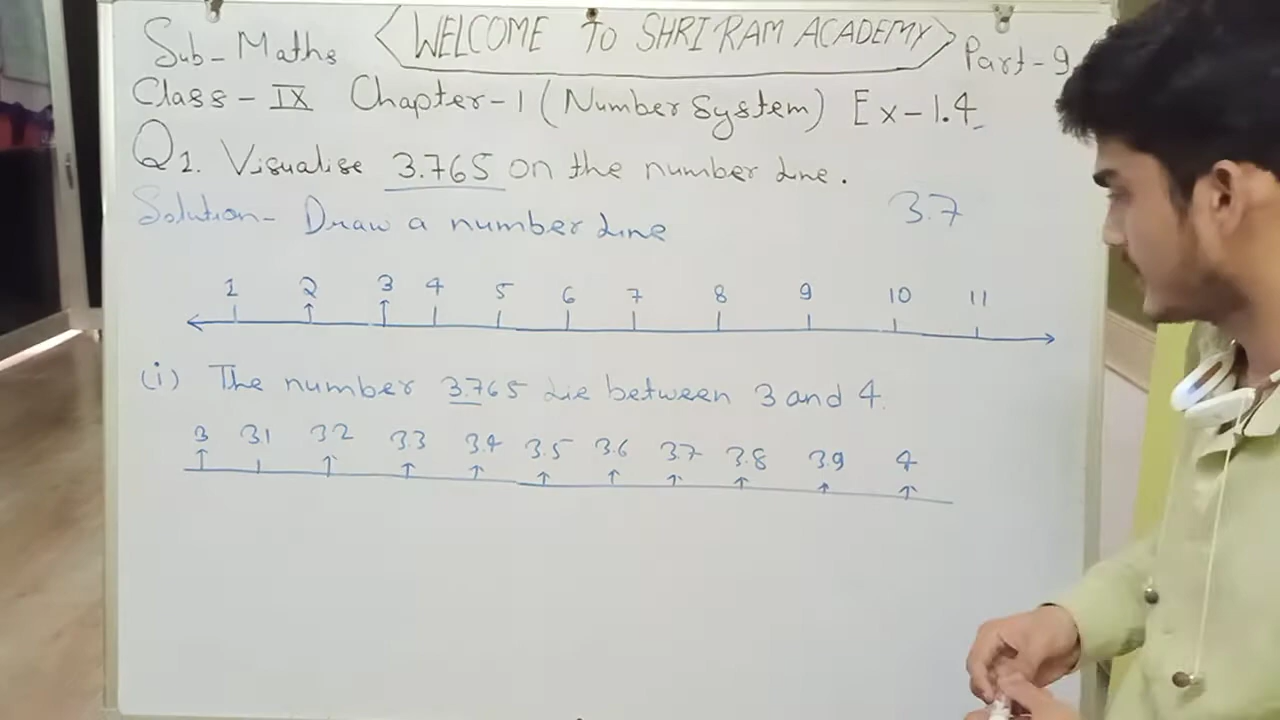 WELCOME To SHRI RAM ACADEMY
Sub-Maths Part-9
Class-IX Chapter-1 (Number System) Ex-1.4
Q1. Visualise 3.765 on the number line.
Solution- Draw a number line 3.7
1 2 3 4 5 6 7 8 9 10 11
(i) The number 3.765 lie between 3 and 4.
3 3.1 3.2 3.3 3.4 3.5 3.6 3.7 3.8 3.9 4